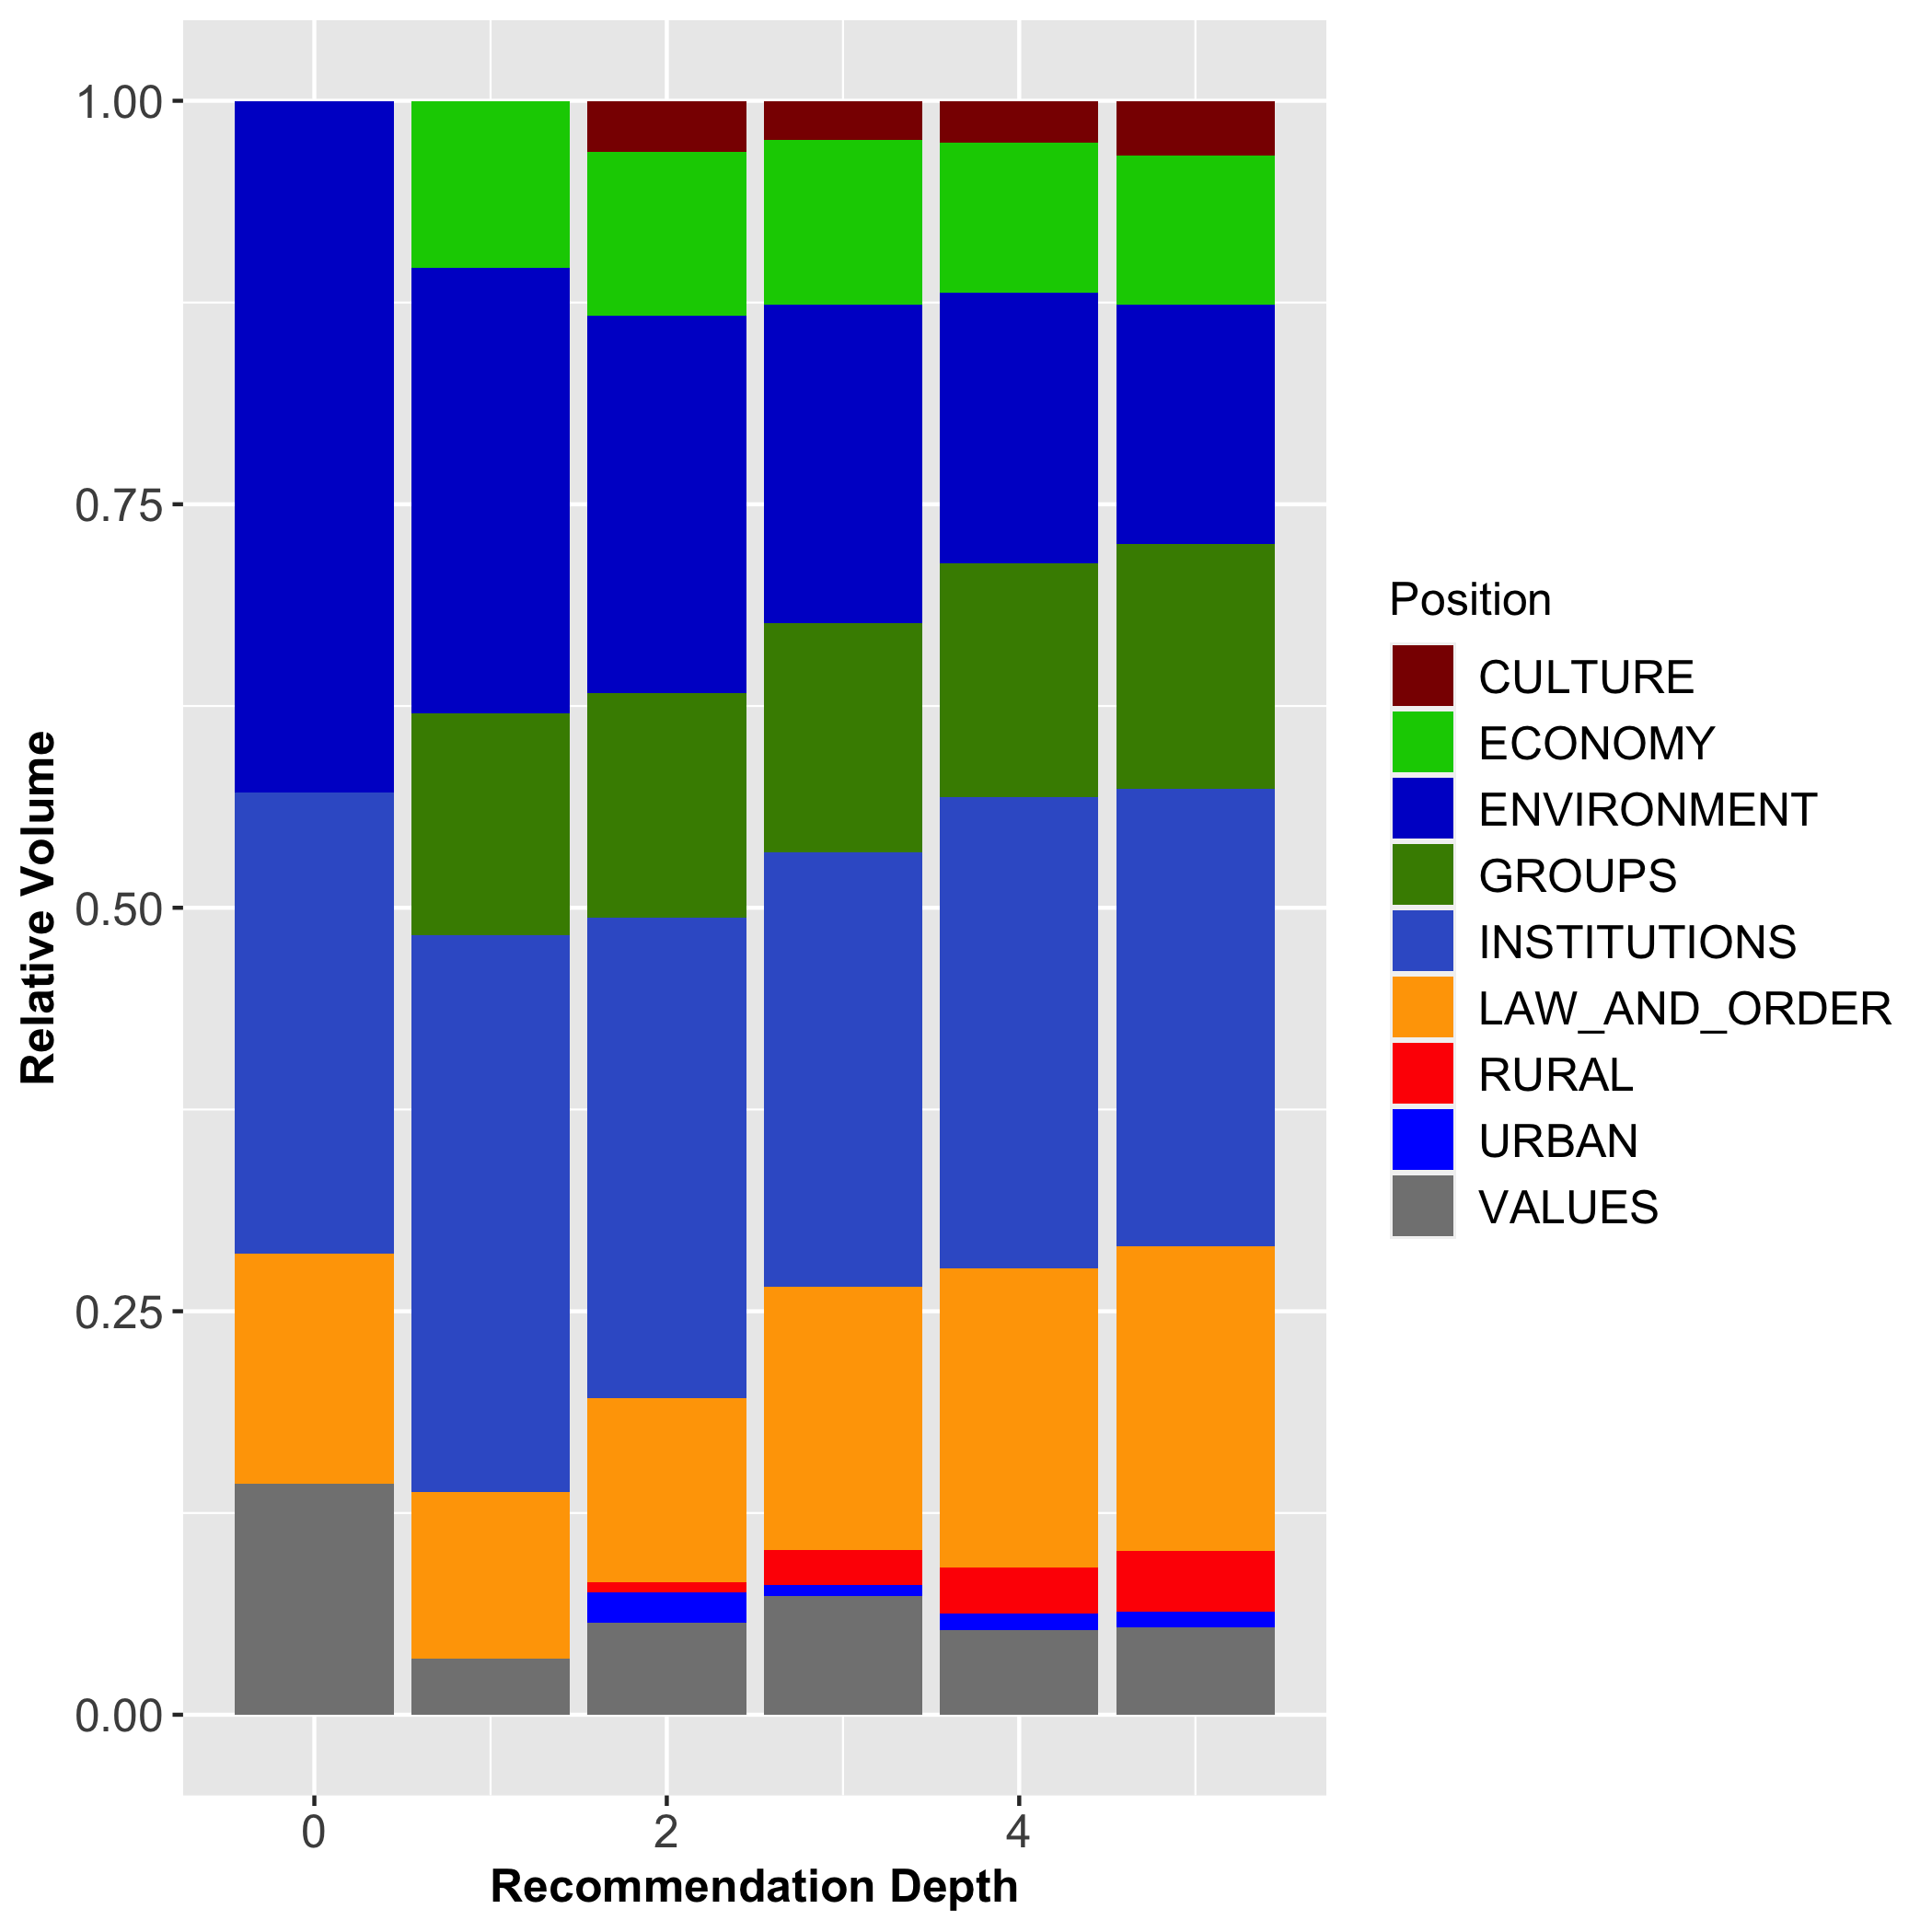 1.00
0.75
0.50
0.25
0.00
Relative Volume
0
2
4
Recommendation Depth
Position
CULTURE
ECONOMY
ENVIRONMENT
GROUPS
INSTITUTIONS
LAW_AND_ORDER
RURAL
URBAN
VALUES